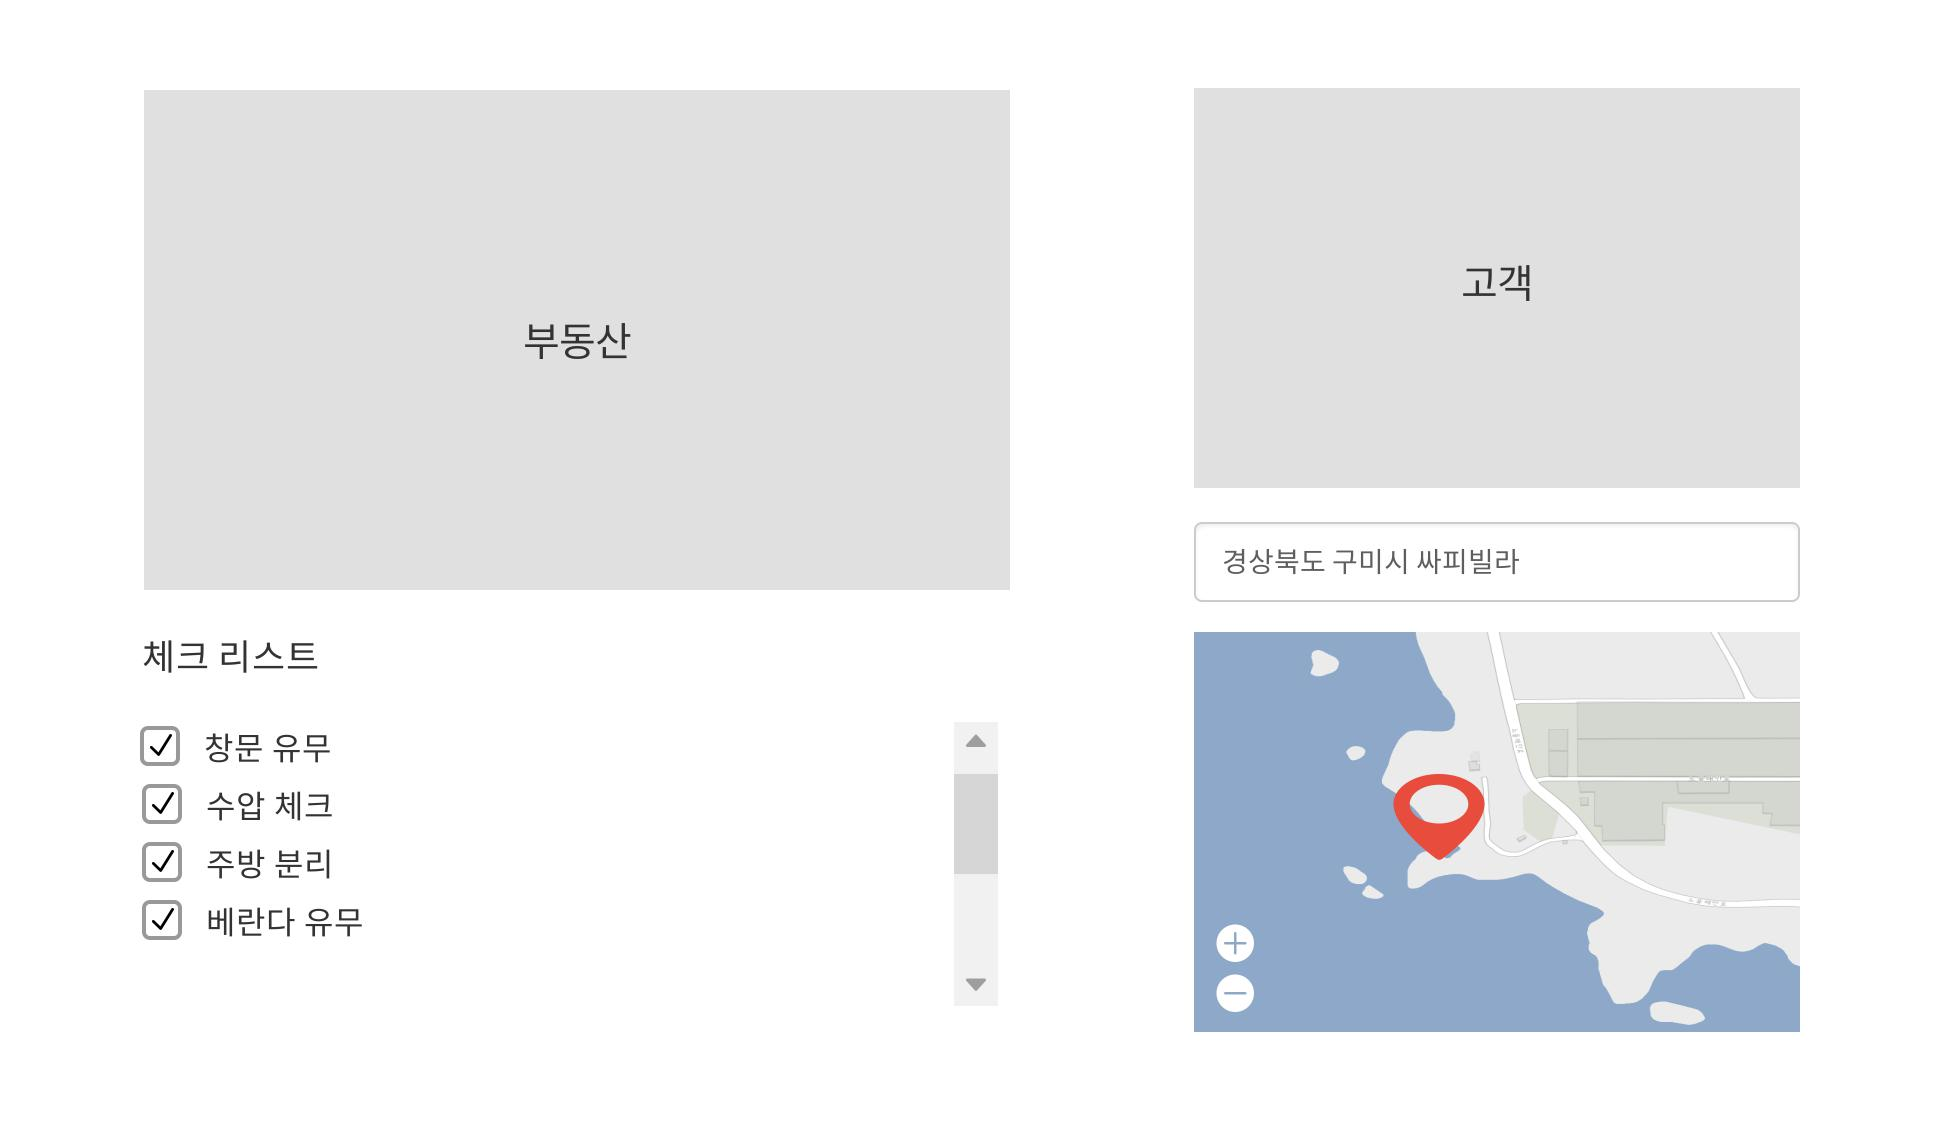 부동산
체크 리스트
창문 유무
수압 체크
주방 분리
베란다 유무
고객
경상북도 구미시 싸피빌라